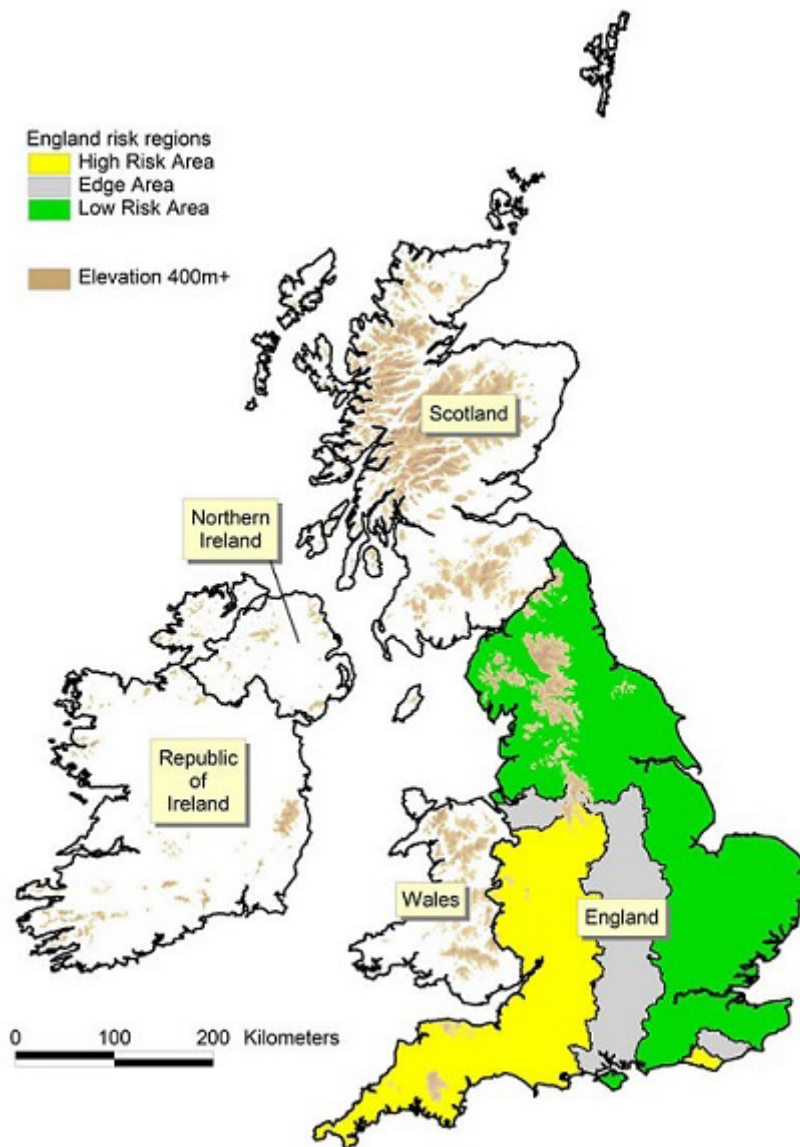 England risk regions
High Risk Area
Edge Area
Low Risk Area
Elevation 400m+
Scotland
Northern
Ireland
Republic
of
Ireland
Wales
England
0 100 200 Kilometers